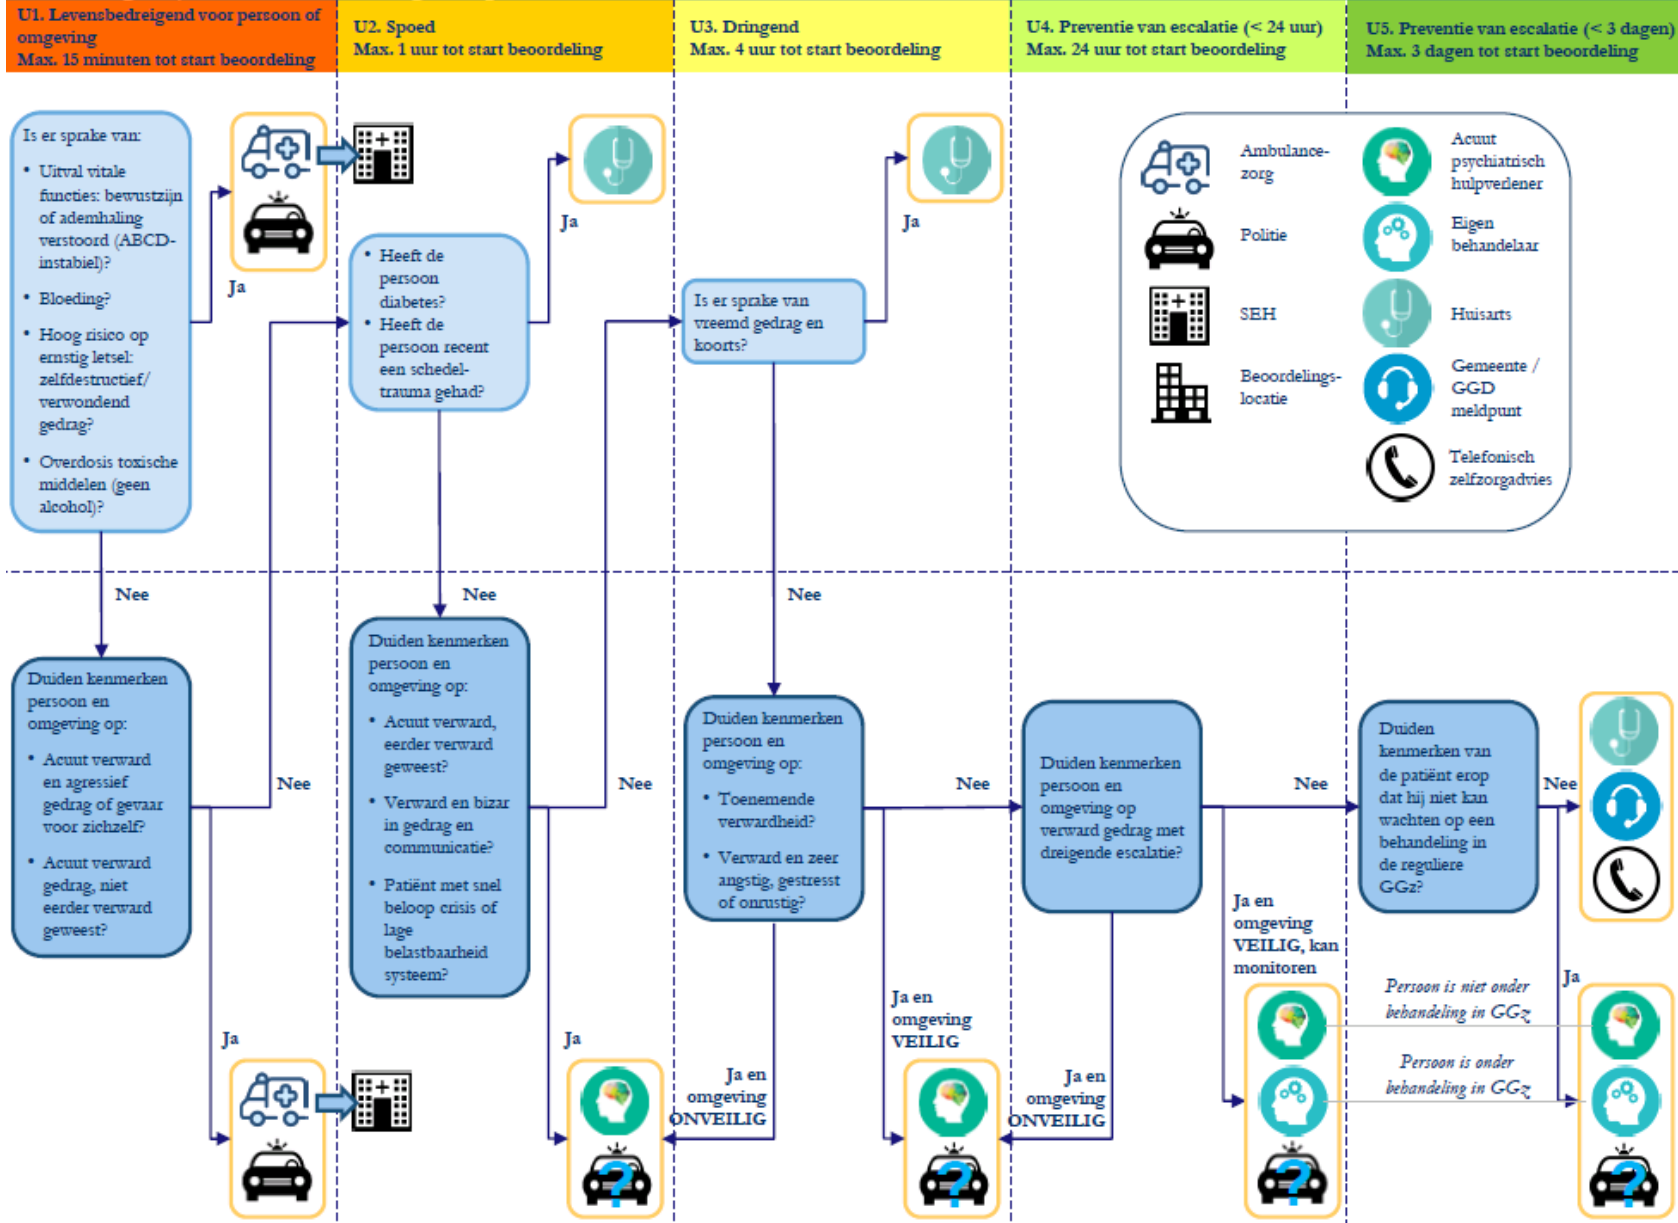 U1. Levensbedreigend voor persoon of
omgeving
Max. 15 minuten tot start beoordeling
U2. Spoed
Max. 1 uur tot start beoordeling
U3. Dringend
Max. 4 uur tot start beoordeling
U4. Preventie van escalatie (< 24 uur)
Max. 24 uur tot start beoordeling
U5. Preventie van escalatie (< 3 dagen)
Max. 3 dagen tot start beoordeling
Is er sprake van:
• Uitval vitale
functies: bewustzijn
of ademhaling
verstoord (ABCD-
instabiel)?
• Bloeding?
• Hoog risico op
ernstig letsel:
zelfdestructief/
verwondend
gedrag?
• Overdosis toxische
middelen (geen
alcohol)?
Ja
Nee
• Heeft de
persoon
diabetes?
• Heeft de
persoon recent
een schedel-
trauma gehad?
Ja
Nee
Is er sprake van
vreemd gedrag en
koorts?
Ja
Nee
Ambulance-
zorg
Politie
SEH
Beoordelings-
locatie
Acuut
psychiatrisch
hulpverlener
Eigen
behandelaar
Huisarts
Gemeente /
GGD
meldpunt
Telefonisch
zelfzorgadvies
Duiden kenmerken
persoon en
omgeving op:
• Acuut verward
en agressief
gedrag of gevaar
voor zichzelf?
• Acuut verward
gedrag, niet
eerder verward
geweest?
Nee
Ja
Duiden kenmerken
persoon en
omgeving op:
• Acuut verward,
eerder verward
geweest?
• Verward en bizar
in gedrag en
communicatie?
• Patiënt met snel
beloop crisis of
lage
belastbaarheid
systeem?
Nee
Ja
?
Duiden kenmerken
persoon en
omgeving op:
• Toenemende
verwardheid?
• Verward en zeer
angstig, gestresst
of onrustig?
Nee
Ja en
omgeving
VEILIG
Ja en
omgeving
ONVEILIG
?
Duiden kenmerken
persoon en
omgeving op
verward gedrag met
dreigende escalatie?
Nee
Ja en
omgeving
VEILIG, kan
monitoren
Ja en
omgeving
ONVEILIG
?
Duiden
kenmerken van
de patiënt erop
dat hij niet kan
wachten op een
behandeling in
de reguliere
GGz?
Nee
Ja
Persoon is niet onder
behandeling in GGz
Persoon is onder
behandeling in GGz
?